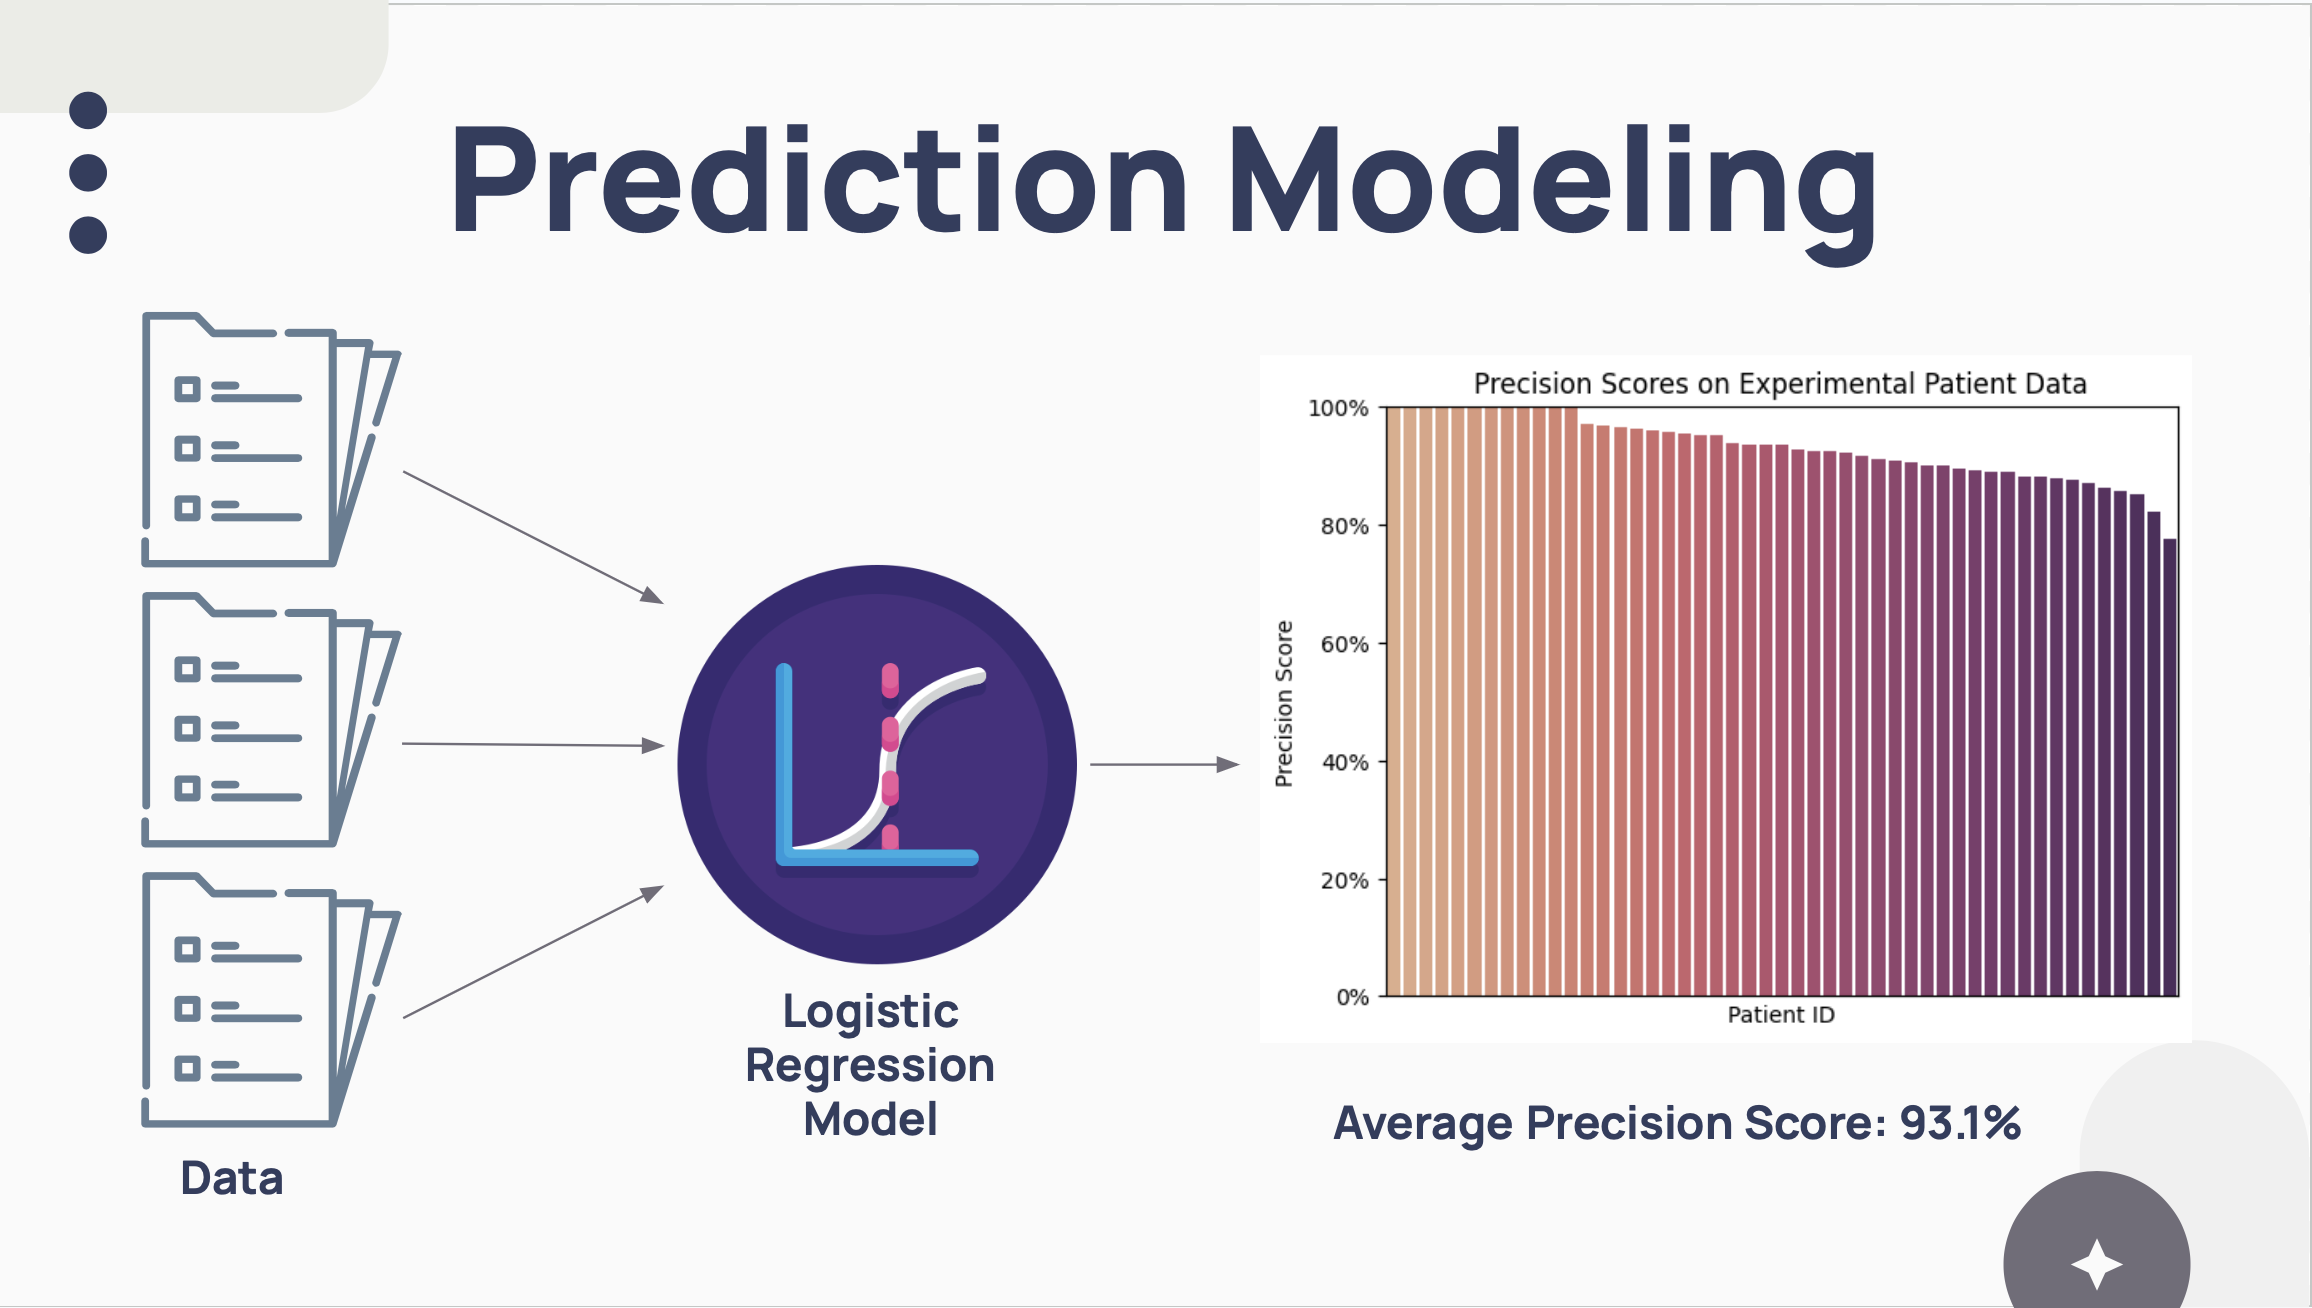 Prediction Modeling
Data
Logistic
Regression
Model
Precision Scores on Experimental Patient Data
100%
80%
60%
40%
20%
0%
Precision Score
Patient ID
Average Precision Score: 93.1%